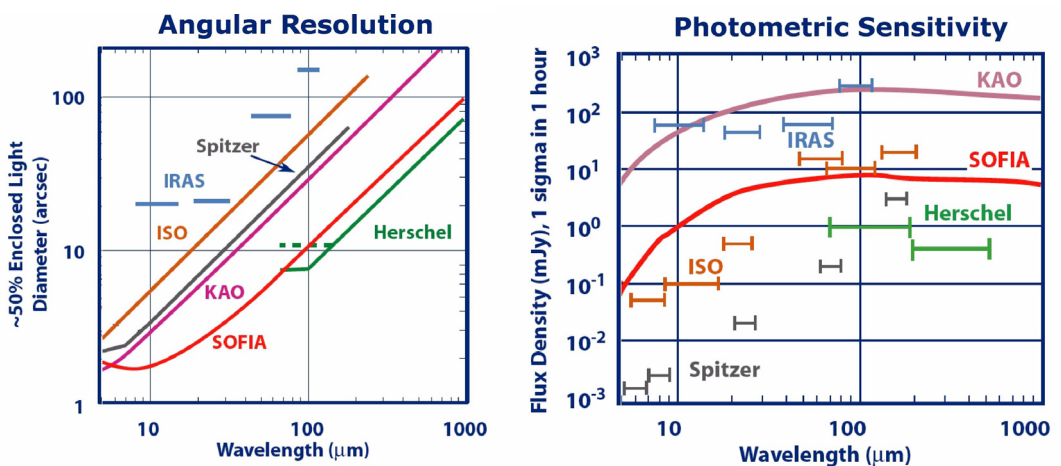 Angular Resolution
~50% Enclosed Light
Diameter (arcsec)
100
10
1
Spitzer
IRAS
ISO
Herschel
KAO
SOFIA
10
100
1000
Wavelength (μm)
Photometric Sensitivity
Flux Density (mJy), 1 sigma in 1 hour
10³
10²
10¹
10⁰
10⁻¹
10⁻²
10⁻³
KAO
IRAS
SOFIA
Herschel
ISO
Spitzer
10
100
1000
Wavelength (μm)